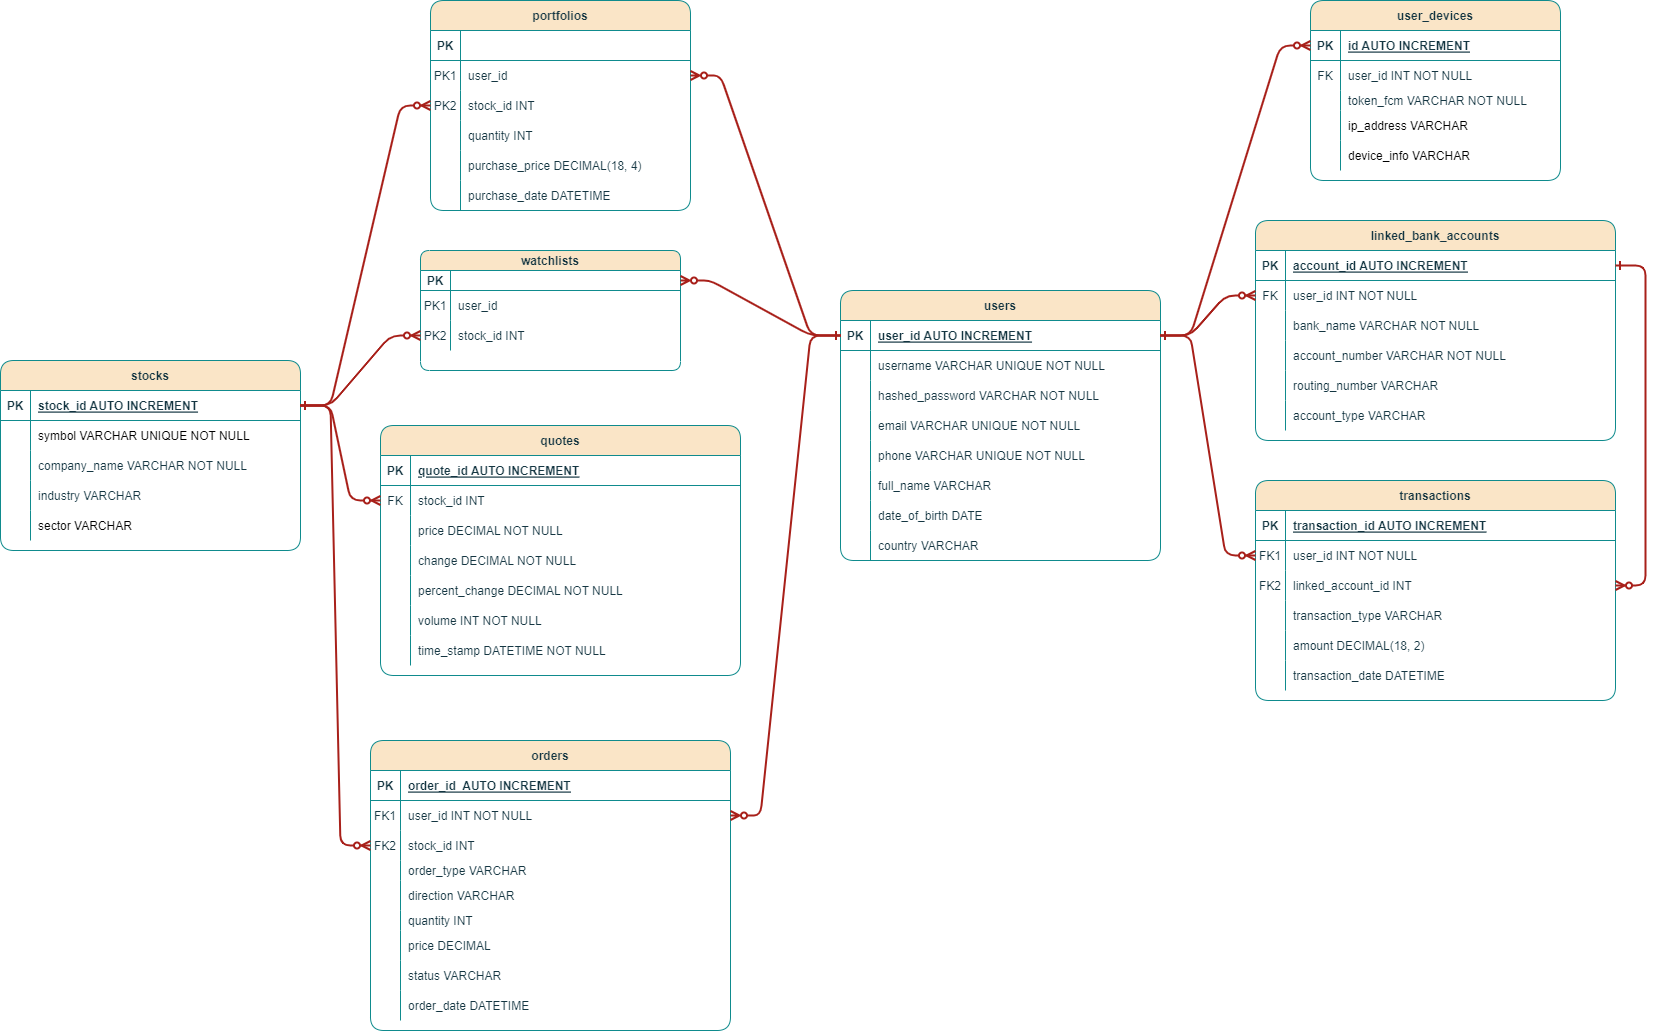 portfolios
PK
PK1 user_id
PK2 stock_id INT
quantity INT
purchase_price DECIMAL(18, 4)
purchase_date DATETIME
user_devices
PK id AUTO INCREMENT
FK user_id INT NOT NULL
token_fcm VARCHAR NOT NULL
ip_address VARCHAR
device_info VARCHAR
watchlists
PK
PK1 user_id
PK2 stock_id INT
linked_bank_accounts
PK account_id AUTO INCREMENT
FK user_id INT NOT NULL
bank_name VARCHAR NOT NULL
account_number VARCHAR NOT NULL
routing_number VARCHAR
account_type VARCHAR
users
PK user_id AUTO INCREMENT
username VARCHAR UNIQUE NOT NULL
hashed_password VARCHAR NOT NULL
email VARCHAR UNIQUE NOT NULL
phone VARCHAR UNIQUE NOT NULL
full_name VARCHAR
date_of_birth DATE
country VARCHAR
stocks
PK stock_id AUTO INCREMENT
symbol VARCHAR UNIQUE NOT NULL
company_name VARCHAR NOT NULL
industry VARCHAR
sector VARCHAR
quotes
PK quote_id AUTO INCREMENT
FK stock_id INT
price DECIMAL NOT NULL
change DECIMAL NOT NULL
percent_change DECIMAL NOT NULL
volume INT NOT NULL
time_stamp DATETIME NOT NULL
transactions
PK transaction_id AUTO INCREMENT
FK1 user_id INT NOT NULL
FK2 linked_account_id INT
transaction_type VARCHAR
amount DECIMAL(18, 2)
transaction_date DATETIME
orders
PK order_id AUTO INCREMENT
FK1 user_id INT NOT NULL
FK2 stock_id INT
order_type VARCHAR
direction VARCHAR
quantity INT
price DECIMAL
status VARCHAR
order_date DATETIME